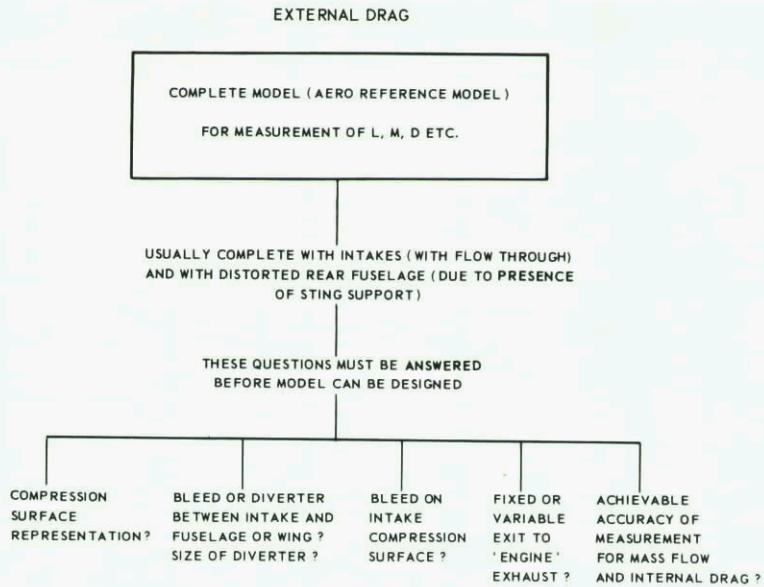 EXTERNAL DRAG
COMPLETE MODEL (AERO REFERENCE MODEL)
FOR MEASUREMENT OF L, M, D ETC.
USUALLY COMPLETE WITH INTAKES (WITH FLOW THROUGH)
AND WITH DISTORTED REAR FUSELAGE (DUE TO PRESENCE
OF STING SUPPORT)
THESE QUESTIONS MUST BE ANSWERED
BEFORE MODEL CAN BE DESIGNED
COMPRESSION
SURFACE
REPRESENTATION?
BLEED OR DIVERTER
BETWEEN INTAKE AND
FUSELAGE OR WING ?
SIZE OF DIVERTER ?
BLEED ON
INTAKE
COMPRESSION
SURFACE ?
FIXED OR
VARIABLE
EXIT TO
'ENGINE'
EXHAUST ?
ACHIEVABLE
ACCURACY OF
MEASUREMENT
FOR MASS FLOW
AND INTERNAL DRAG ?